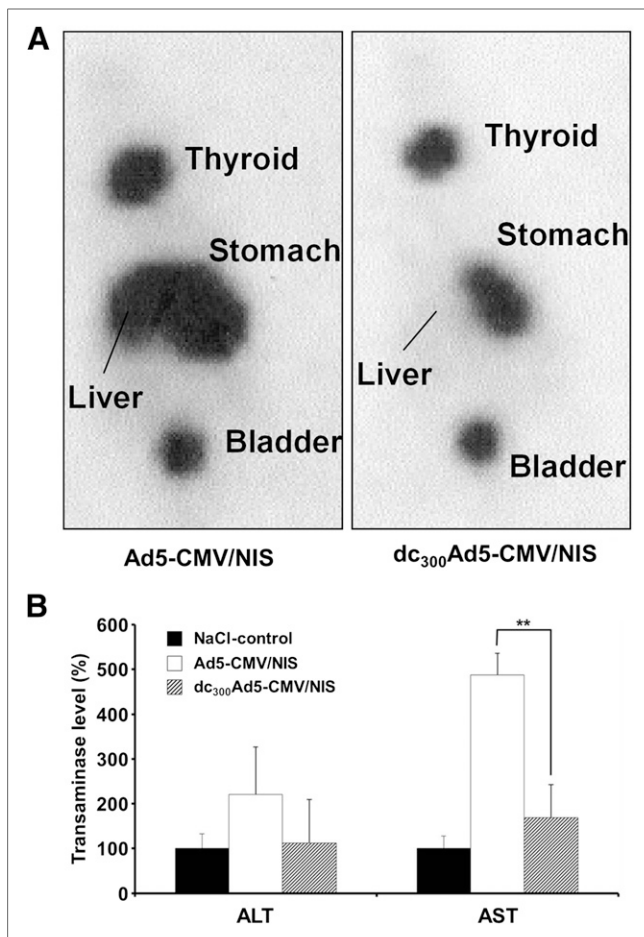 A
Thyroid
Stomach
Liver
Bladder
Ad5-CMV/NIS
Thyroid
Stomach
Liver
Bladder
dc₃₀₀Ad5-CMV/NIS
B
Transaminase level (%)
600
500
400
300
200
100
0
NaCl-control
Ad5-CMV/NIS
dc₃₀₀Ad5-CMV/NIS
**
ALT
AST